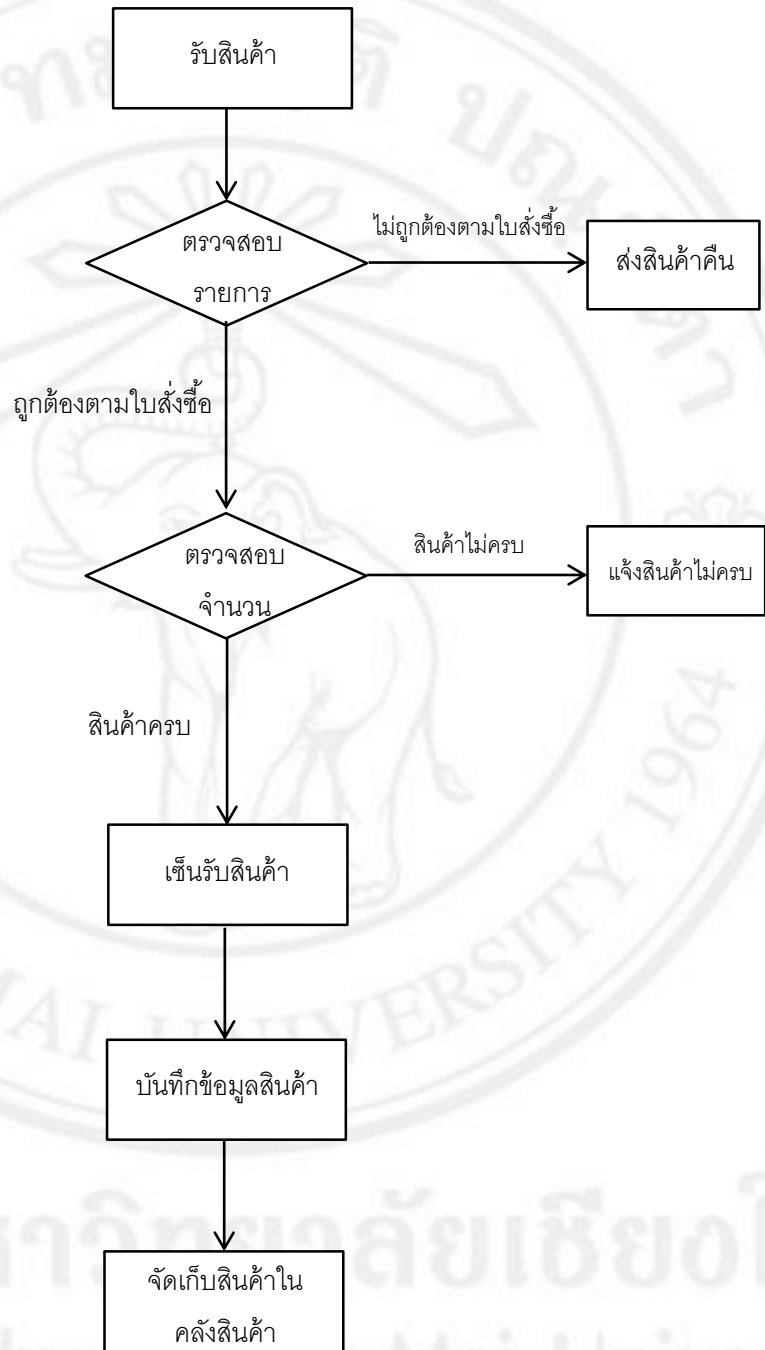 รับสินค้า
ตรวจสอบ
รายการ
ไม่ถูกต้องตามใบสั่งซื้อ
ส่งสินค้าคืน
ถูกต้องตามใบสั่งซื้อ
ตรวจสอบ
จำนวน
สินค้าไม่ครบ
แจ้งสินค้าไม่ครบ
สินค้าครบ
เซ็นรับสินค้า
บันทึกข้อมูลสินค้า
จัดเก็บสินค้าใน
คลังสินค้า
MAI UNIVERSITY 1964